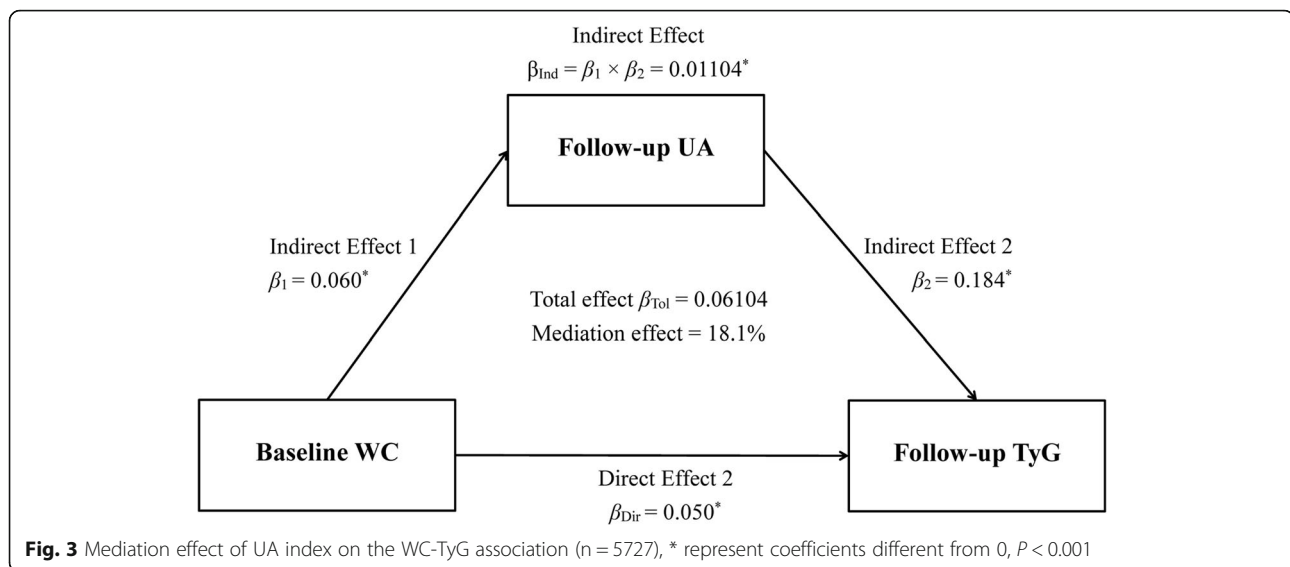 Indirect Effect
βInd = β1 × β2 = 0.01104*
Follow-up UA
Indirect Effect 1
β1 = 0.060*
Indirect Effect 2
β2 = 0.184*
Total effect βTol = 0.06104
Mediation effect = 18.1%
Baseline WC
Follow-up TyG
Direct Effect 2
βDir = 0.050*
Fig. 3 Mediation effect of UA index on the WC-TyG association (n = 5727), * represent coefficients different from 0, P < 0.001